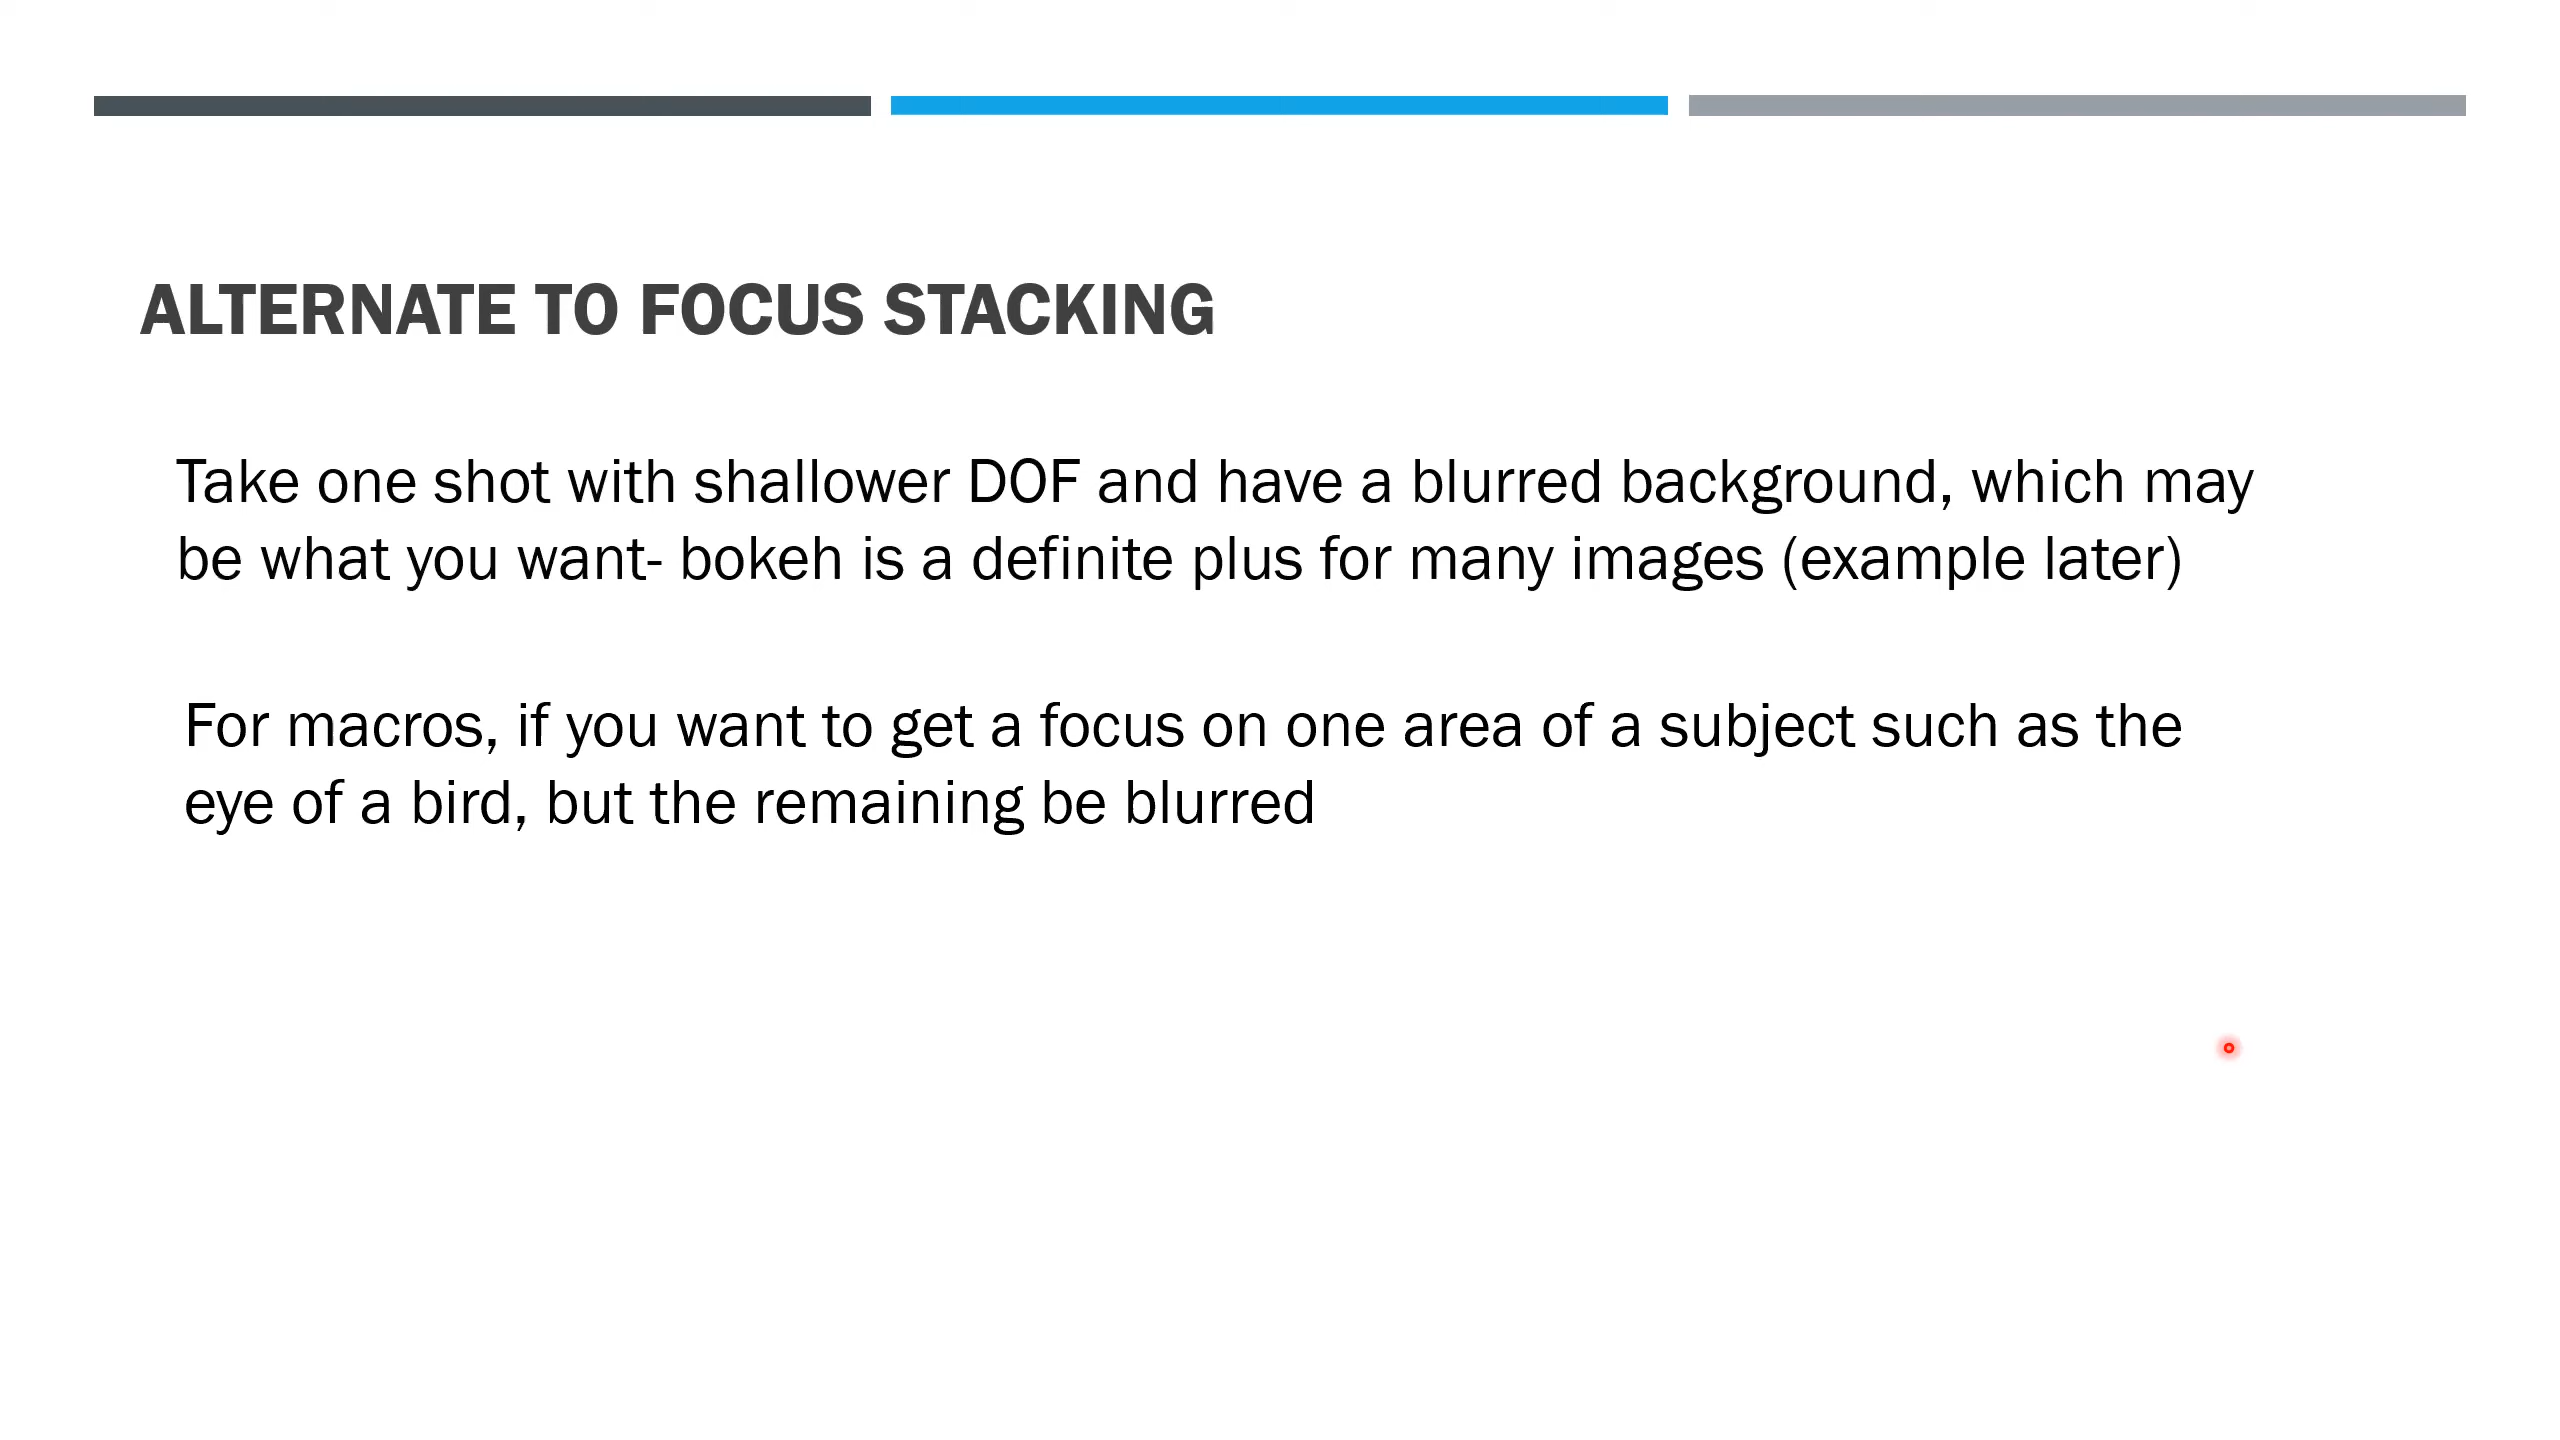 ALTERNATE TO FOCUS STACKING
Take one shot with shallower DOF and have a blurred background, which may
be what you want- bokeh is a definite plus for many images (example later)
For macros, if you want to get a focus on one area of a subject such as the
eye of a bird, but the remaining be blurred